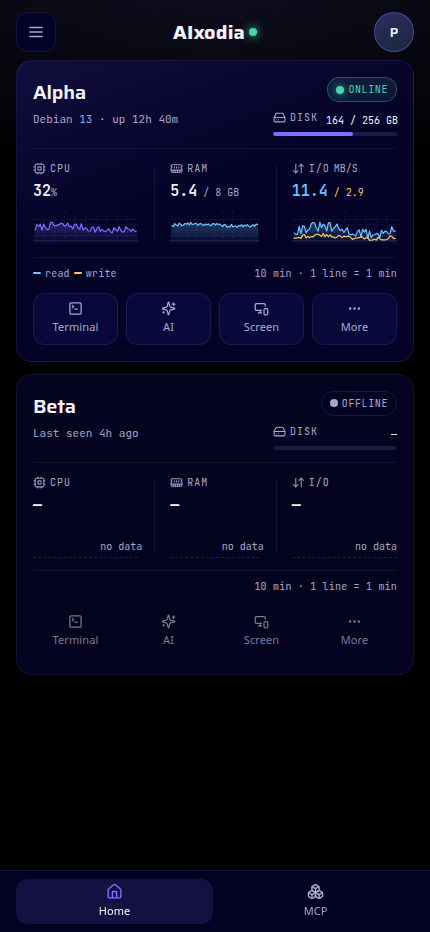 AIxodia
P
Alpha
ONLINE
Debian 13 · up 12h 40m
DISK 164 / 256 GB
CPU
RAM
I/O MB/S
32%
5.4 / 8 GB
11.4 / 2.9
read write
10 min · 1 line = 1 min
Terminal
AI
Screen
More
Beta
OFFLINE
Last seen 4h ago
DISK –
CPU
RAM
I/O
–
–
–
no data
no data
no data
10 min · 1 line = 1 min
Terminal
AI
Screen
More
Home
MCP